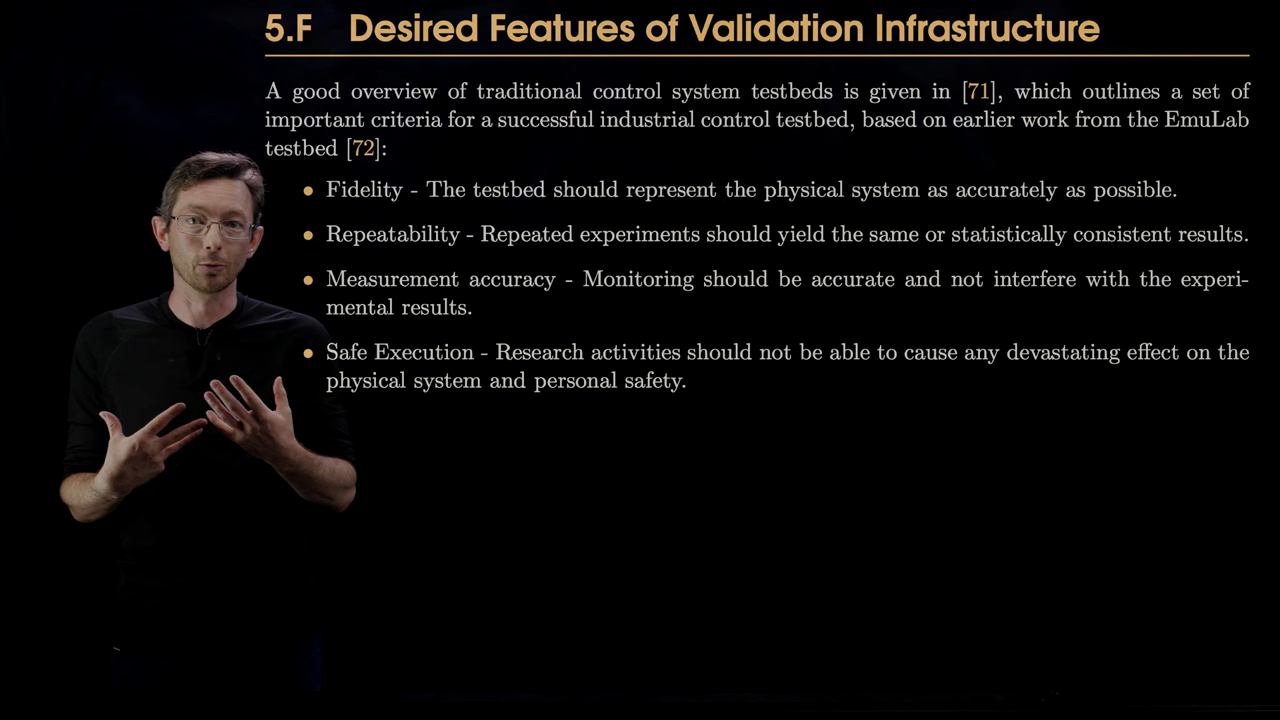 5.F Desired Features of Validation Infrastructure
A good overview of traditional control system testbeds is given in [71], which outlines a set of
important criteria for a successful industrial control testbed, based on earlier work from the EmuLab
testbed [72]:
• Fidelity - The testbed should represent the physical system as accurately as possible.
• Repeatability - Repeated experiments should yield the same or statistically consistent results.
• Measurement accuracy - Monitoring should be accurate and not interfere with the experi-
mental results.
• Safe Execution - Research activities should not be able to cause any devastating effect on the
physical system and personal safety.